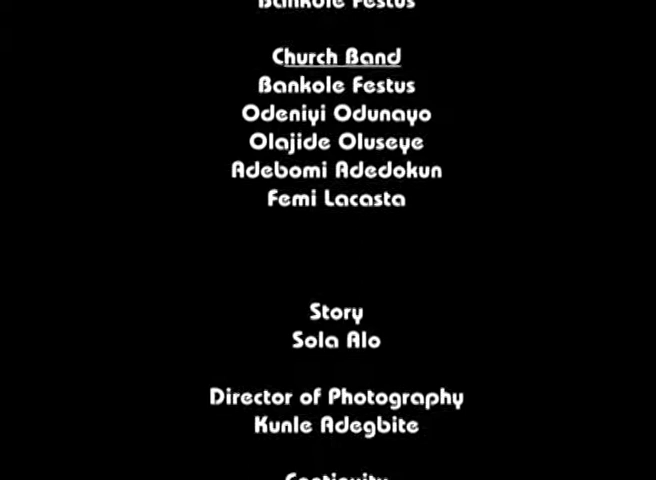 Bankole Festus
Church Band
Bankole Festus
Odeniyi Odunayo
Olajide Oluseye
Adebomi Adedokun
Femi Lacasta
Story
Sola Alo
Director of Photography
Kunle Adegbite
Continuity